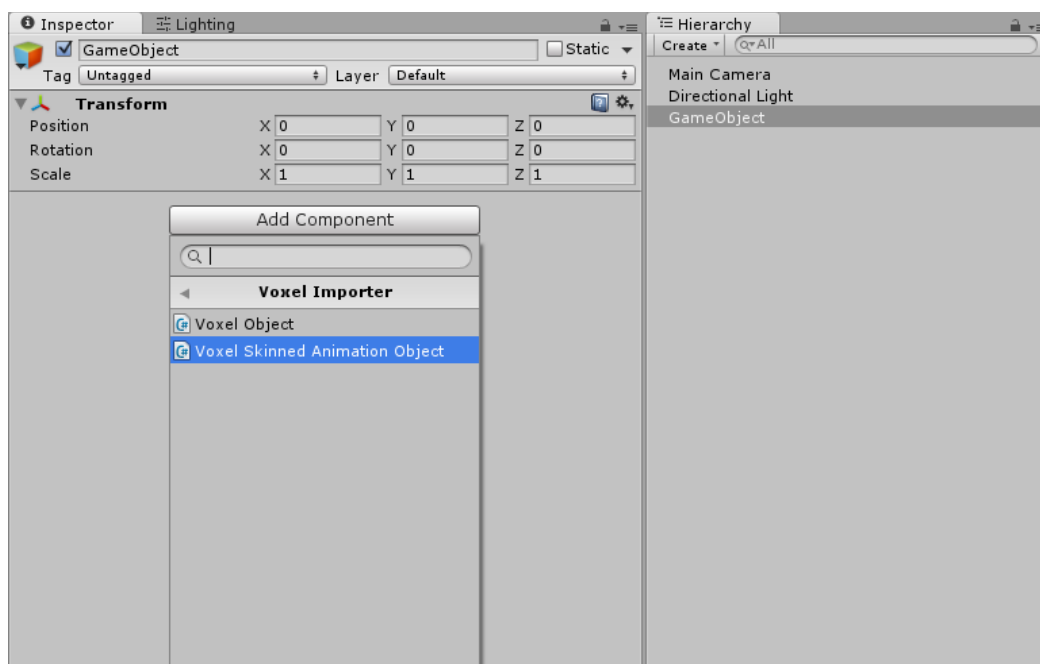 Inspector Lighting
GameObject Static
Tag Untagged Layer Default
Transform
Position X 0 Y 0 Z 0
Rotation X 0 Y 0 Z 0
Scale X 1 Y 1 Z 1
Add Component
Voxel Importer
Voxel Object
Voxel Skinned Animation Object
Hierarchy
Create All
Main Camera
Directional Light
GameObject